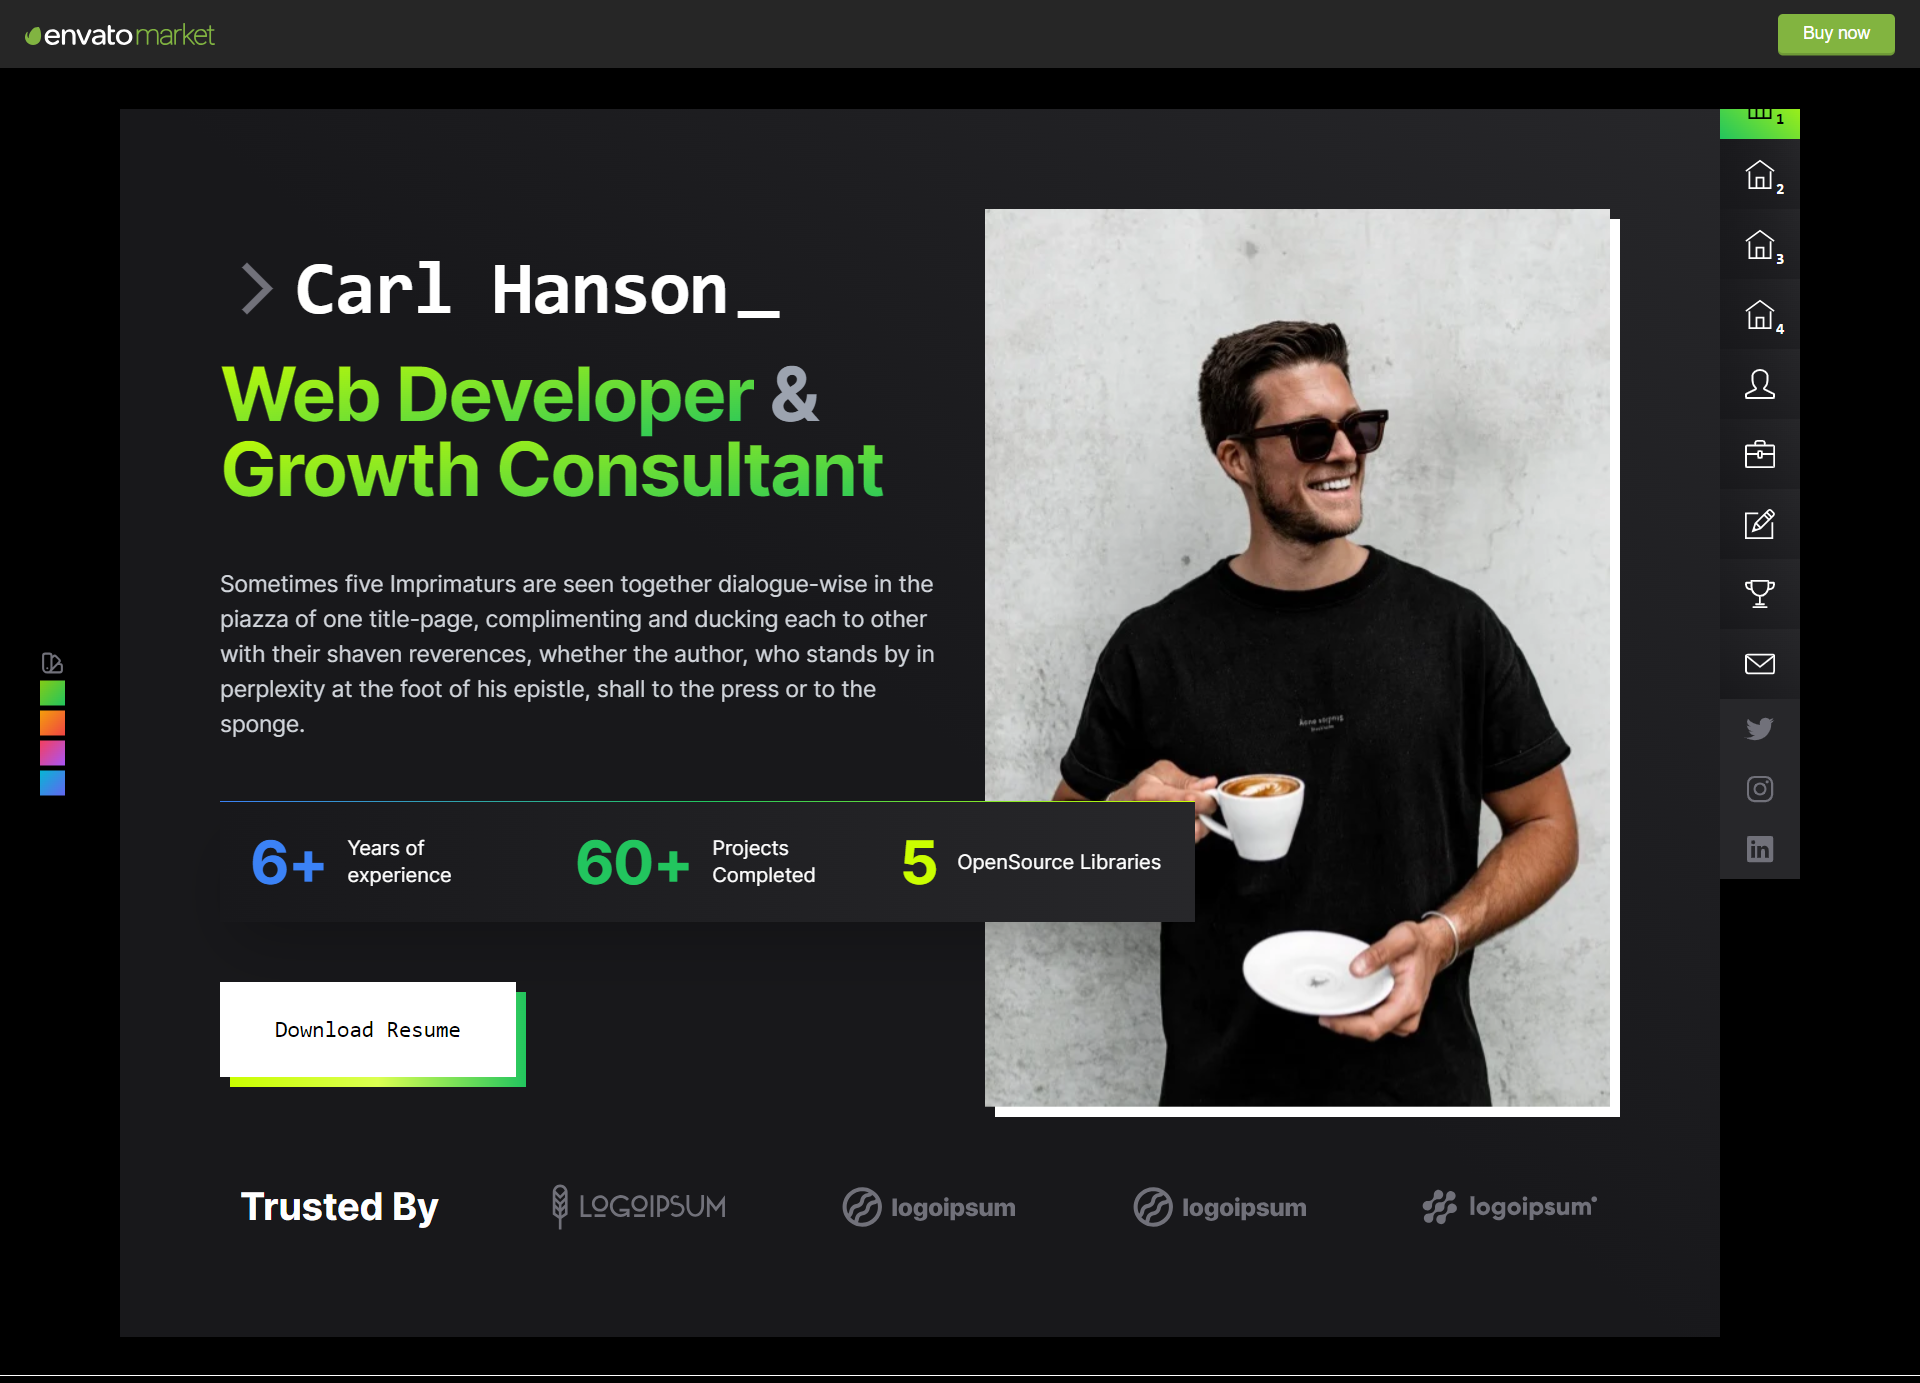 envato market
Buy now
1
2
3
4
> Carl Hanson_
Web Developer &
Growth Consultant
Sometimes five Imprimaturs are seen together dialogue-wise in the
piazza of one title-page, complimenting and ducking each to other
with their shaven reverences, whether the author, who stands by in
perplexity at the foot of his epistle, shall to the press or to the
sponge.
6+ Years of
experience
60+ Projects
Completed
5 OpenSource Libraries
Download Resume
Trusted By
LOGOIPSUM
logoipsum
logoipsum
logoipsum
in